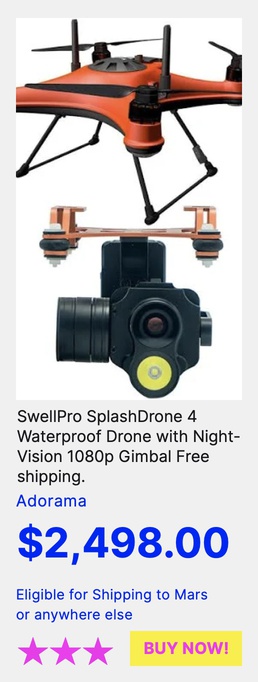 SwellPro SplashDrone 4
Waterproof Drone with Night-
Vision 1080p Gimbal Free
shipping.
Adorama
$2,498.00
Eligible for Shipping to Mars
or anywhere else
BUY NOW!